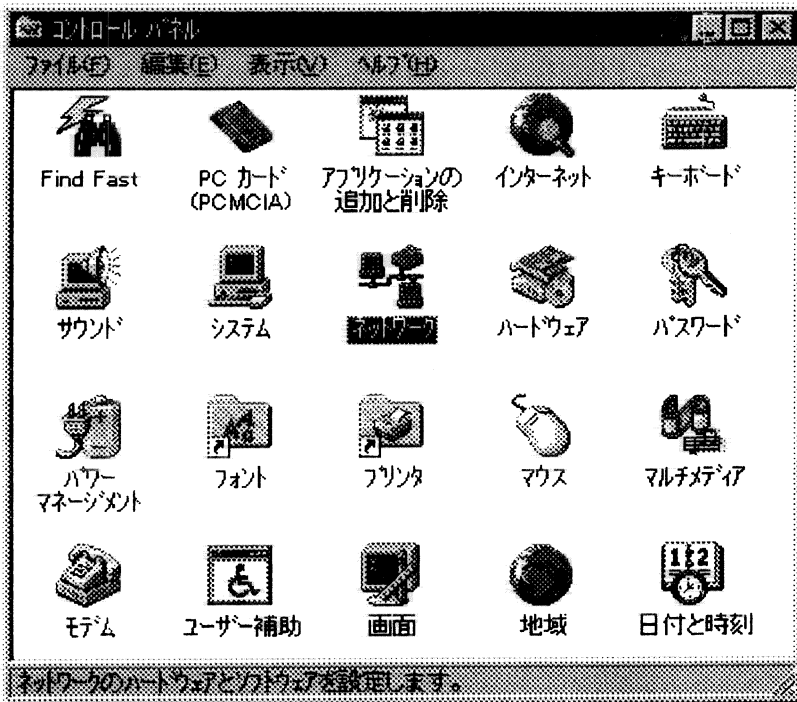 コントロール パネル
ファイル(F) 編集(E) 表示(V) ヘルプ(H)
Find Fast
PC カード
(PCMCIA)
アプリケーションの
追加と削除
インターネット
キーボード
サウンド
システム
ネットワーク
ハードウェア
パスワード
パワー
マネージメント
フォント
プリンタ
マウス
マルチメディア
モデム
ユーザー補助
画面
地域
12
日付と時刻
ネットワークのハードウェアとソフトウェアを設定します。